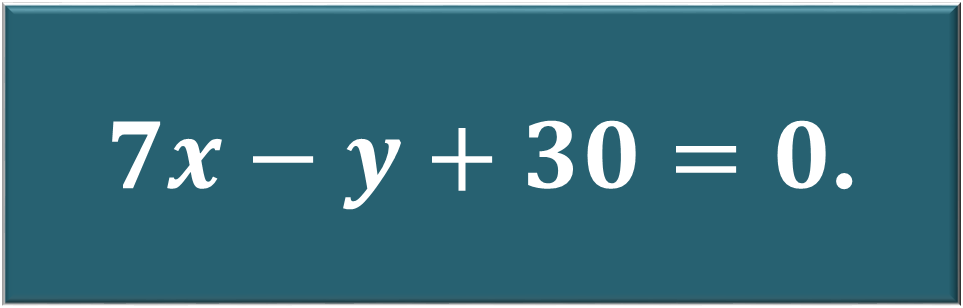 7x − y + 30 = 0.